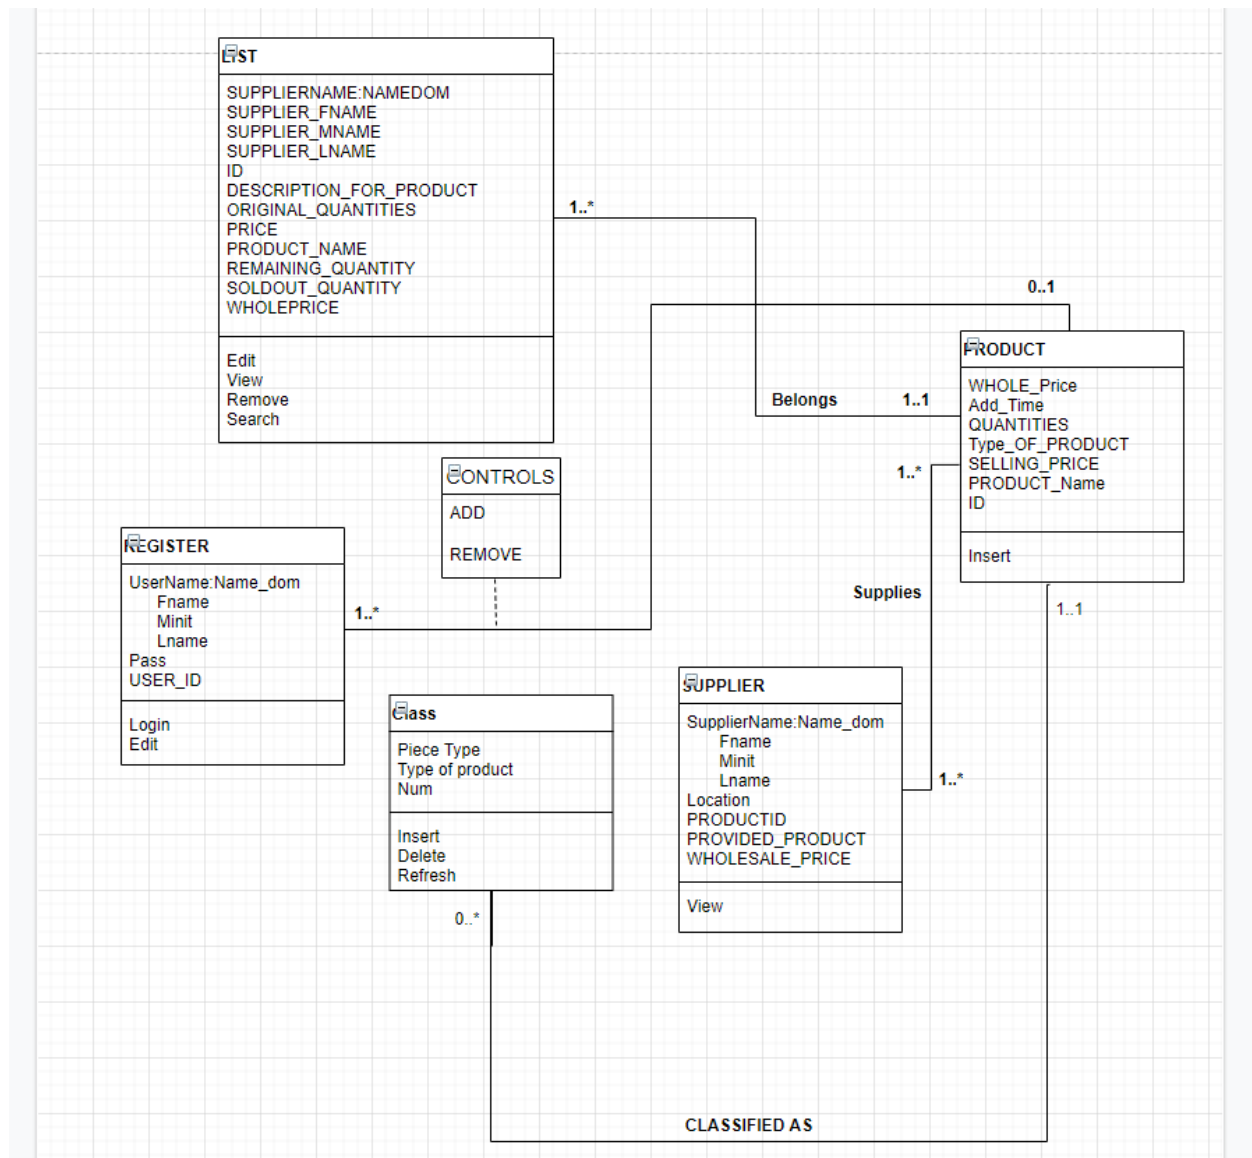 LIST
SUPPLIERNAME:NAMEDOM
SUPPLIER_FNAME
SUPPLIER_MNAME
SUPPLIER_LNAME
ID
DESCRIPTION_FOR_PRODUCT
ORIGINAL_QUANTITIES
PRICE
PRODUCT_NAME
REMAINING_QUANTITY
SOLDOUT_QUANTITY
WHOLEPRICE
Edit
View
Remove
Search
1..*
0..1
PRODUCT
WHOLE_Price
Add_Time
QUANTITIES
Type_OF_PRODUCT
SELLING_PRICE
PRODUCT_Name
ID
Insert
Belongs
1..1
1..*
CONTROLS
ADD
REMOVE
REGISTER
UserName:Name_dom
Fname
Minit
Lname
Pass
USER_ID
Login
Edit
1..*
Supplies
1..1
Class
Piece Type
Type of product
Num
Insert
Delete
Refresh
0..*
SUPPLIER
SupplierName:Name_dom
Fname
Minit
Lname
Location
PRODUCTID
PROVIDED_PRODUCT
WHOLESALE_PRICE
View
1..*
CLASSIFIED AS